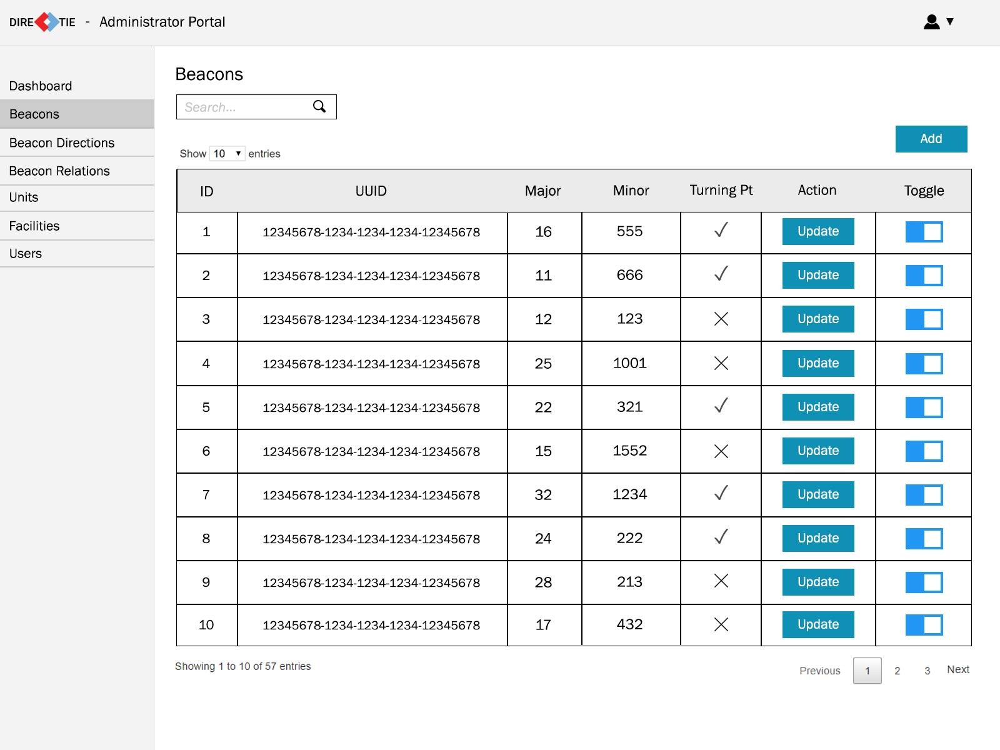 DIRE TIE - Administrator Portal
Dashboard
Beacons
Beacon Directions
Beacon Relations
Units
Facilities
Users
Beacons
Search...
Add
Show 10 entries
ID UUID Major Minor Turning Pt Action Toggle
1 12345678-1234-1234-1234-12345678 16 555 Update
2 12345678-1234-1234-1234-12345678 11 666 Update
3 12345678-1234-1234-1234-12345678 12 123 Update
4 12345678-1234-1234-1234-12345678 25 1001 Update
5 12345678-1234-1234-1234-12345678 22 321 Update
6 12345678-1234-1234-1234-12345678 15 1552 Update
7 12345678-1234-1234-1234-12345678 32 1234 Update
8 12345678-1234-1234-1234-12345678 24 222 Update
9 12345678-1234-1234-1234-12345678 28 213 Update
10 12345678-1234-1234-1234-12345678 17 432 Update
Showing 1 to 10 of 57 entries
Previous 1 2 3 Next